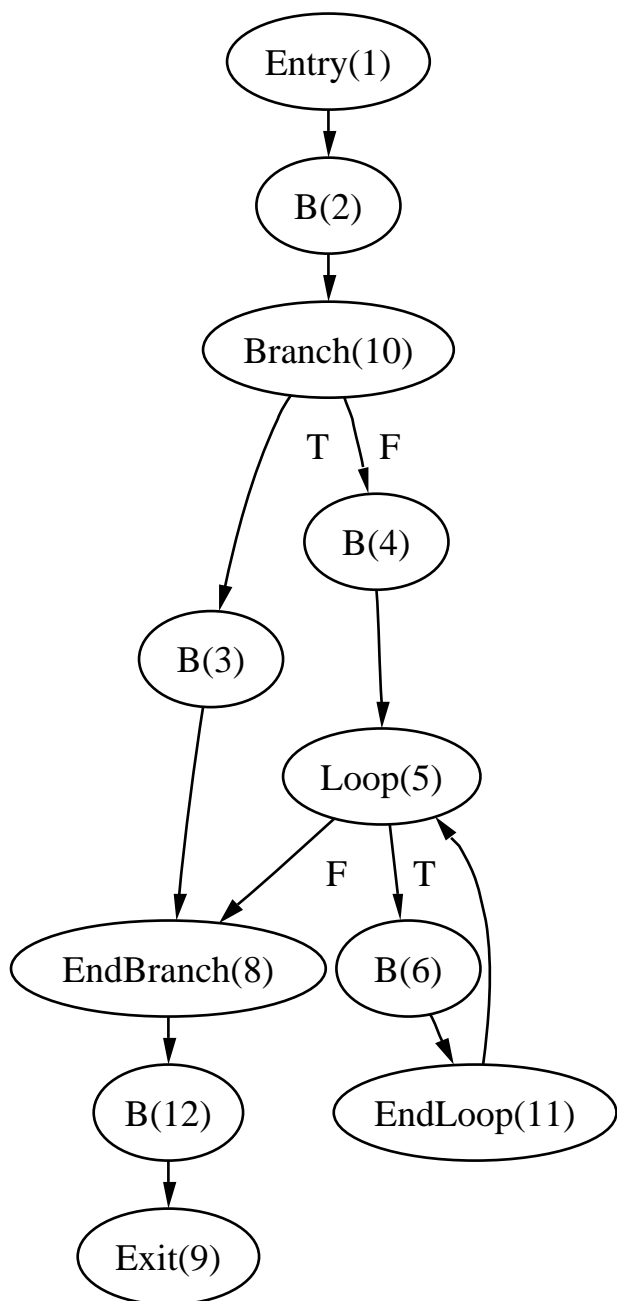 Entry(1)
B(2)
Branch(10)
T F
B(4)
B(3)
Loop(5)
F T
EndBranch(8) B(6)
B(12) EndLoop(11)
Exit(9)